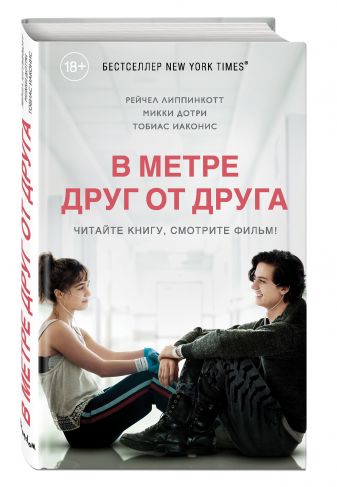 18+
БЕСТСЕЛЛЕР NEW YORK TIMES®
РЕЙЧЕЛ ЛИППИНКОТТ
МИККИ ДОТРИ
ТОБИАС ИАКОНИС
В МЕТРЕ
ДРУГ ОТ ДРУГА
ЧИТАЙТЕ КНИГУ, СМОТРИТЕ ФИЛЬМ!
В МЕТРЕ ДРУГ ОТ ДРУГА